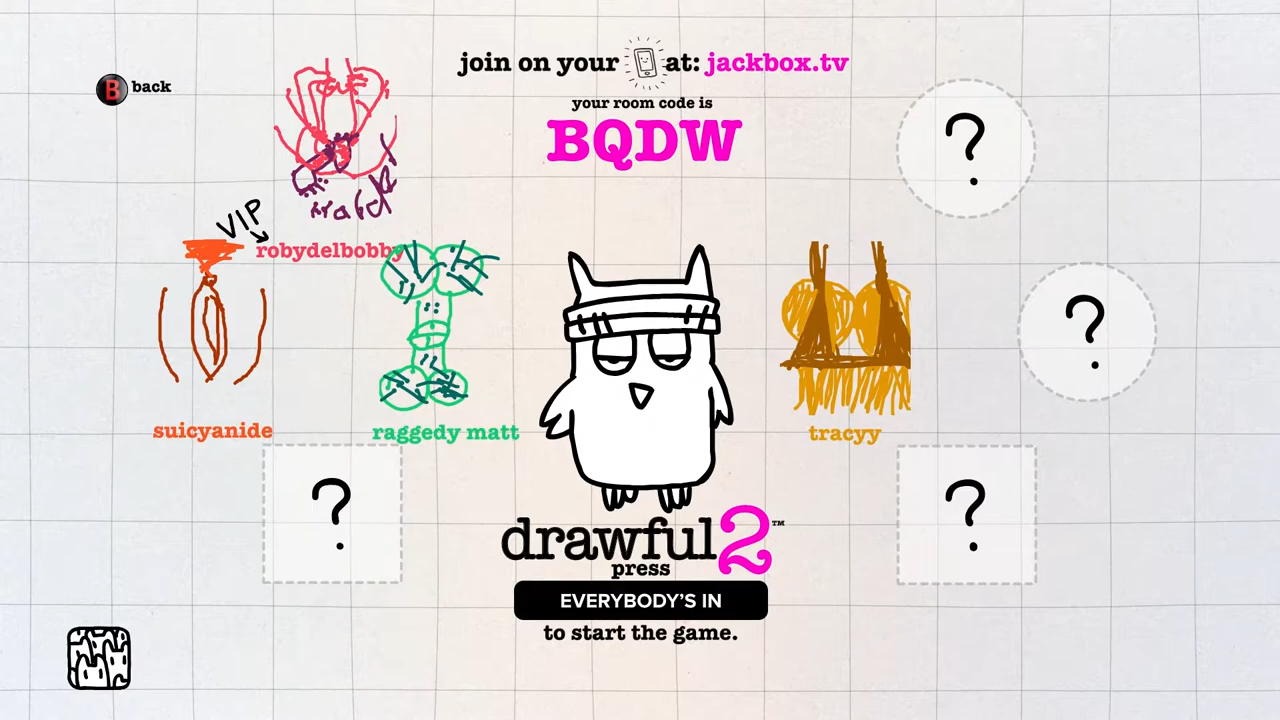 join on your at: jackbox.tv
B back
your room code is
BQDW
?
VIP
robydelbobby
?
suicyanide
raggedy matt
tracyy
?
?
drawful 2™
press
EVERYBODY'S IN
to start the game.